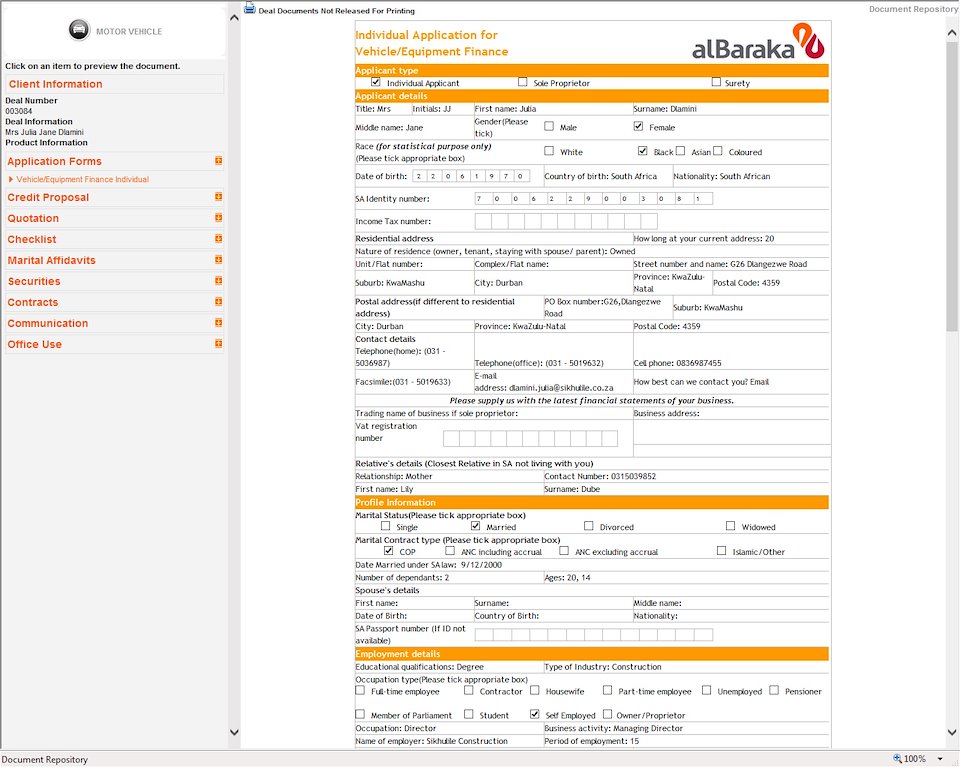 Deal Documents Not Released For Printing
Document Repository
MOTOR VEHICLE
Click on an item to preview the document.
Client Information
Deal Number
003084
Deal Information
Mrs Julia Jane Dlamini
Product Information
Application Forms
Vehicle/Equipment Finance Individual
Credit Proposal
Quotation
Checklist
Marital Affidavits
Securities
Contracts
Communication
Office Use
Individual Application for
Vehicle/Equipment Finance
alBaraka
Applicant type
Individual Applicant Sole Proprietor Surety
Applicant details
Title: Mrs Initials: JJ First name: Julia Surname: Dlamini
Middle name: Jane Gender(Please tick) Male Female
Race (for statistical purpose only)
(Please tick appropriate box) White Black Asian Coloured
Date of birth: 2 2 0 6 1 9 7 0 Country of birth: South Africa Nationality: South African
SA Identity number: 7 0 0 6 2 2 9 0 0 3 0 8 1
Income Tax number:
Residential address How long at your current address: 20
Nature of residence (owner, tenant, staying with spouse/ parent): Owned
Unit/Flat number: Complex/Flat name: Street number and name: G26 Dlangezwe Road
Suburb: KwaMashu City: Durban Province: KwaZulu-Natal Postal Code: 4359
Postal address(if different to residential address) PO Box number:G26,Dlangezwe Road Suburb: KwaMashu
City: Durban Province: KwaZulu-Natal Postal Code: 4359
Contact details
Telephone(home): (031 - 5036987) Telephone(office): (031 - 5019632) Cell phone: 0836987455
Facsimile:(031 - 5019633) E-mail address: dlamini.julia@sikhulile.co.za How best can we contact you? Email
Please supply us with the latest financial statements of your business.
Trading name of business if sole proprietor: Business address:
Vat registration number
Relative's details (Closest Relative in SA not living with you)
Relationship: Mother Contact Number: 0315039852
First name: Lily Surname: Dube
Profile information
Marital Status(Please tick appropriate box)
Single Married Divorced Widowed
Marital Contract type (Please tick appropriate box)
COP ANC including accrual ANC excluding accrual Islamic/Other
Date Married under SA law: 9/12/2000
Number of dependants: 2 Ages: 20, 14
Spouse's details
First name: Surname: Middle name:
Date of Birth: Country of Birth: Nationality:
SA Passport number (If ID not available)
Employment details
Educational qualifications: Degree Type of Industry: Construction
Occupation type(Please tick appropriate box)
Full-time employee Contractor Housewife Part-time employee Unemployed Pensioner
Member of Parliament Student Self Employed Owner/Proprietor
Occupation: Director Business activity: Managing Director
Name of employer: Sikhulile Construction Period of employment: 15
Document Repository
100%